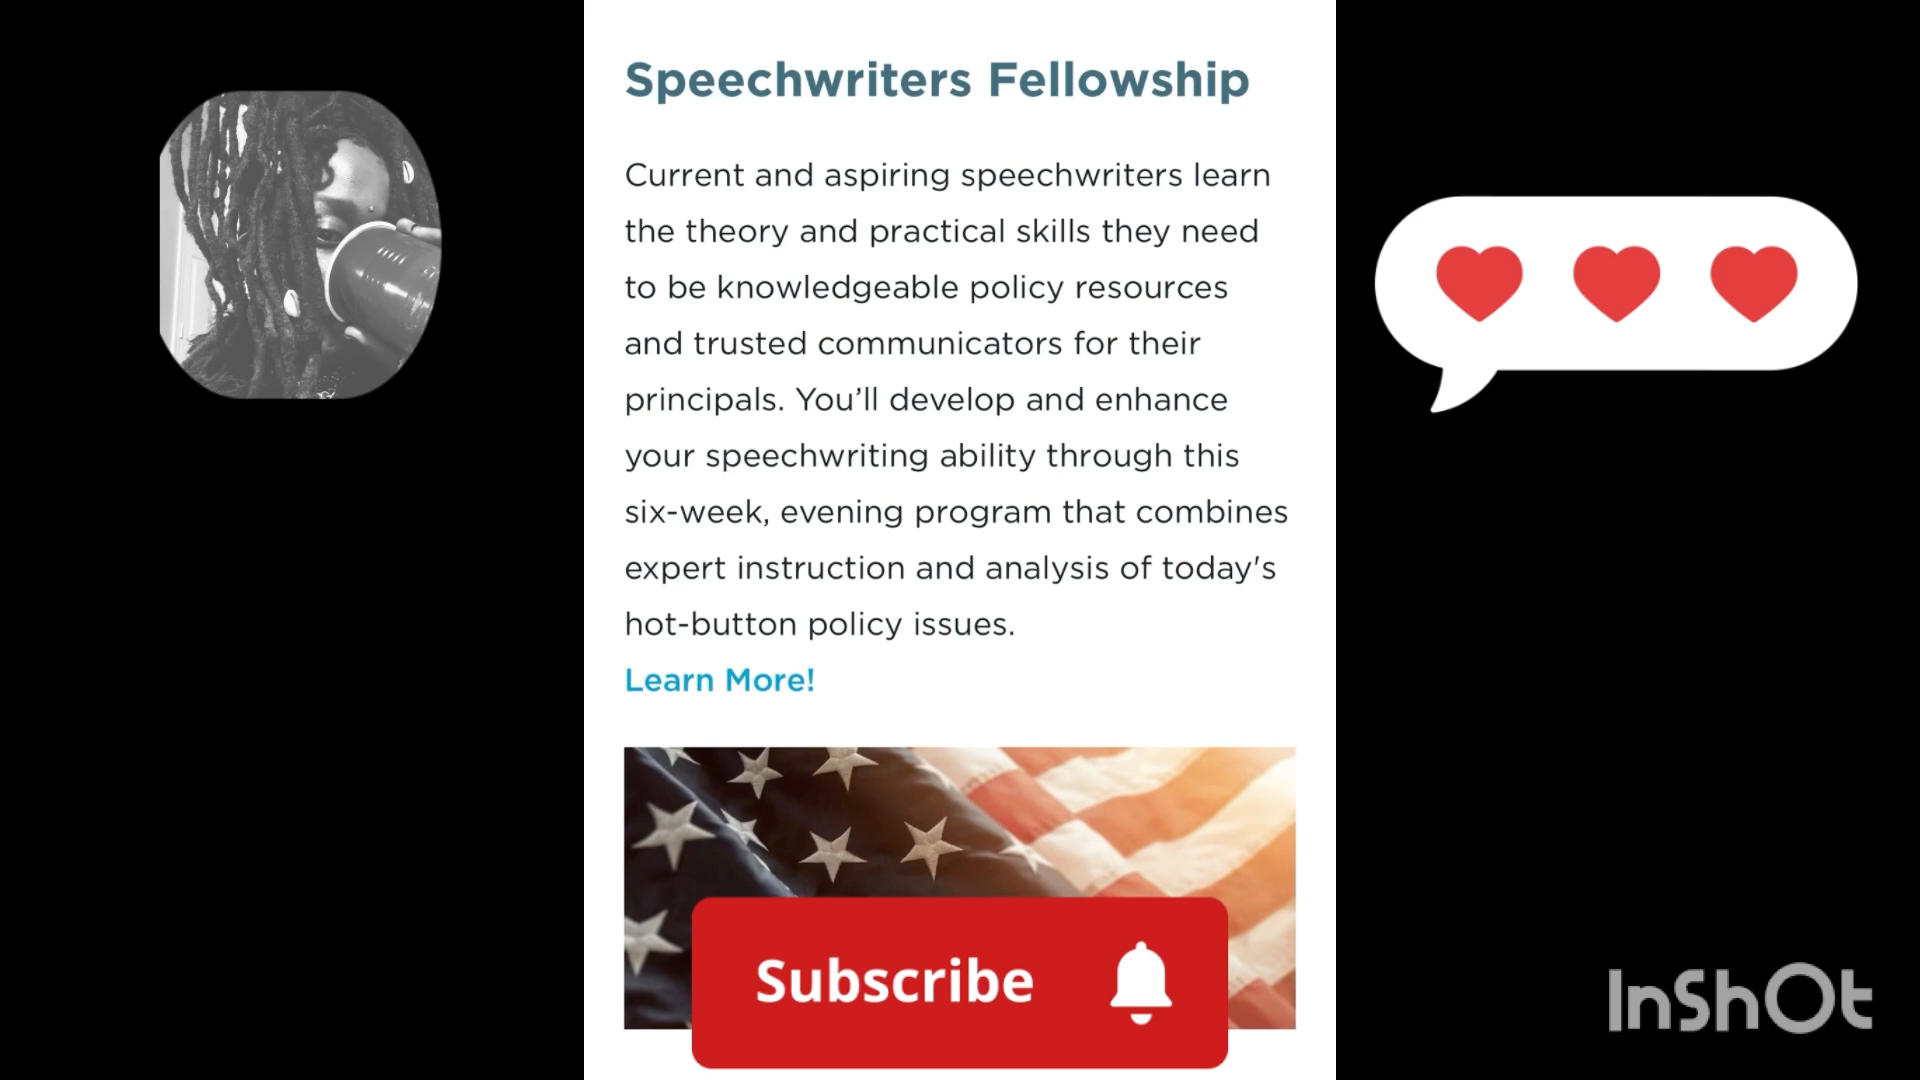 Speechwriters Fellowship
Current and aspiring speechwriters learn
the theory and practical skills they need
to be knowledgeable policy resources
and trusted communicators for their
principals. You’ll develop and enhance
your speechwriting ability through this
six-week, evening program that combines
expert instruction and analysis of today's
hot-button policy issues.
Learn More!
Subscribe
InShOt